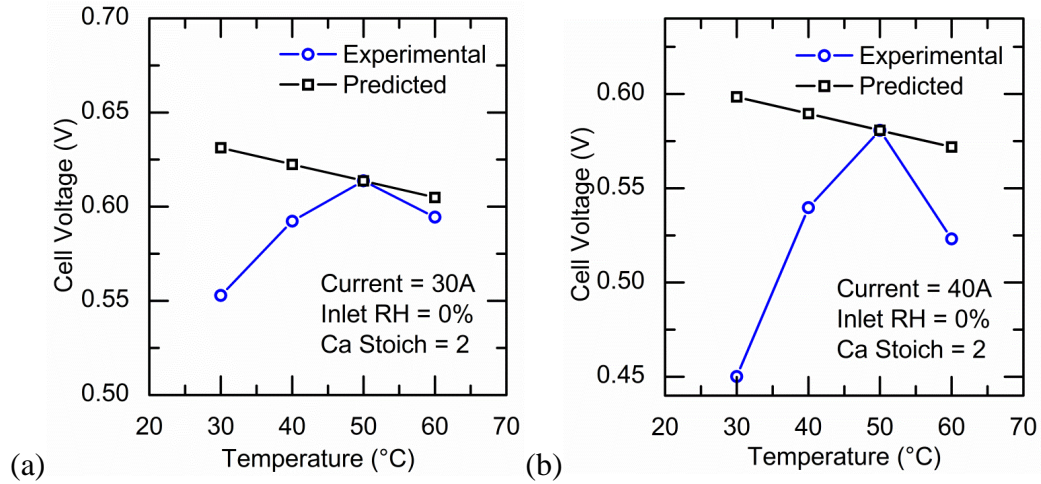 0.70
0.65
0.60
0.55
0.50
Cell Voltage (V)
Experimental
Predicted
Current = 30A
Inlet RH = 0%
Ca Stoich = 2
20 30 40 50 60 70
Temperature (°C)
(a)
0.60
0.55
0.50
0.45
Cell Voltage (V)
Experimental
Predicted
Current = 40A
Inlet RH = 0%
Ca Stoich = 2
20 30 40 50 60 70
Temperature (°C)
(b)